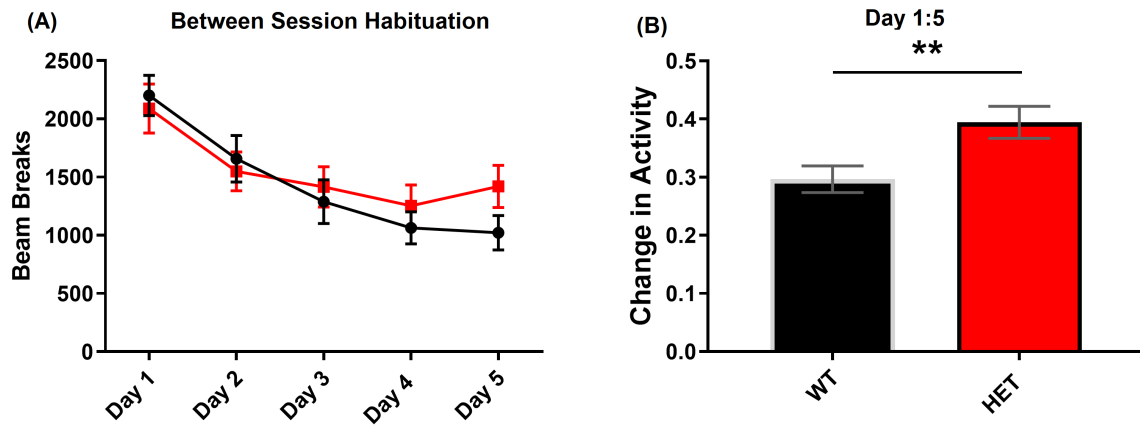 (A)
Between Session Habituation
Beam Breaks
2500
2000
1500
1000
500
0
Day 1
Day 2
Day 3
Day 4
Day 5
(B)
Day 1:5
**
Change in Activity
0.5
0.4
0.3
0.2
0.1
0.0
WT
HET